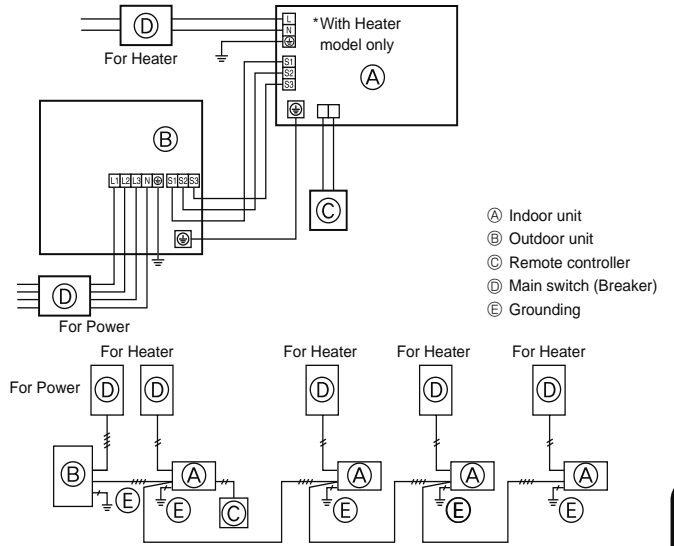 Ⓓ
For Heater
L
N
*With Heater
model only
Ⓐ
S1
S2
S3
Ⓑ
L1 L2 L3 N S1 S2 S3
Ⓒ
Ⓓ
For Power
Ⓐ Indoor unit
Ⓑ Outdoor unit
Ⓒ Remote controller
Ⓓ Main switch (Breaker)
Ⓔ Grounding
For Heater For Heater For Heater For Heater
For Power Ⓓ Ⓓ Ⓓ Ⓓ Ⓓ
Ⓑ Ⓐ Ⓐ Ⓐ Ⓐ
Ⓔ Ⓔ Ⓒ Ⓔ Ⓔ Ⓔ